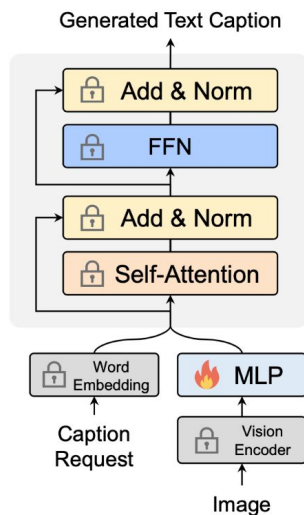 Generated Text Caption
Add & Norm
FFN
Add & Norm
Self-Attention
Word
Embedding
MLP
Caption
Request
Vision
Encoder
Image